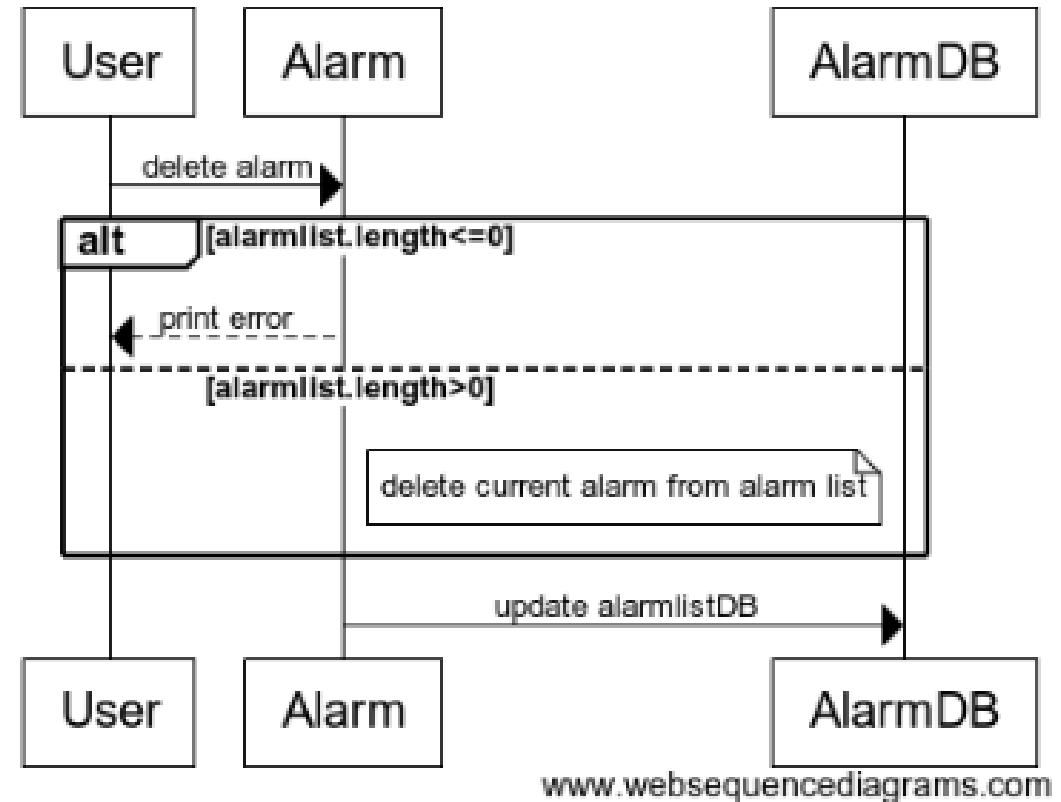 User
Alarm
AlarmDB
delete alarm
alt
[alarmlist.length<=0]
print error
[alarmlist.length>0]
delete current alarm from alarm list
update alarmlistDB
User
Alarm
AlarmDB
www.websequencediagrams.com